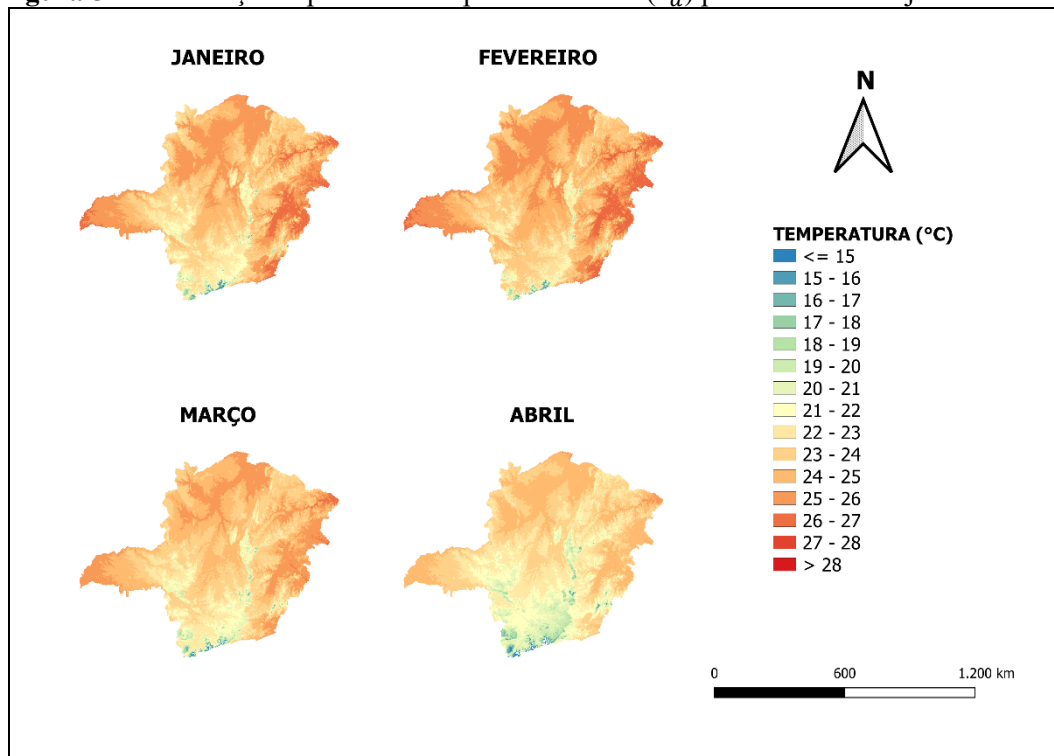 JANEIRO
FEVEREIRO
N
TEMPERATURA (°C)
<= 15
15 - 16
16 - 17
17 - 18
18 - 19
19 - 20
20 - 21
21 - 22
22 - 23
23 - 24
24 - 25
25 - 26
26 - 27
27 - 28
> 28
MARÇO
ABRIL
0 600 1.200 km